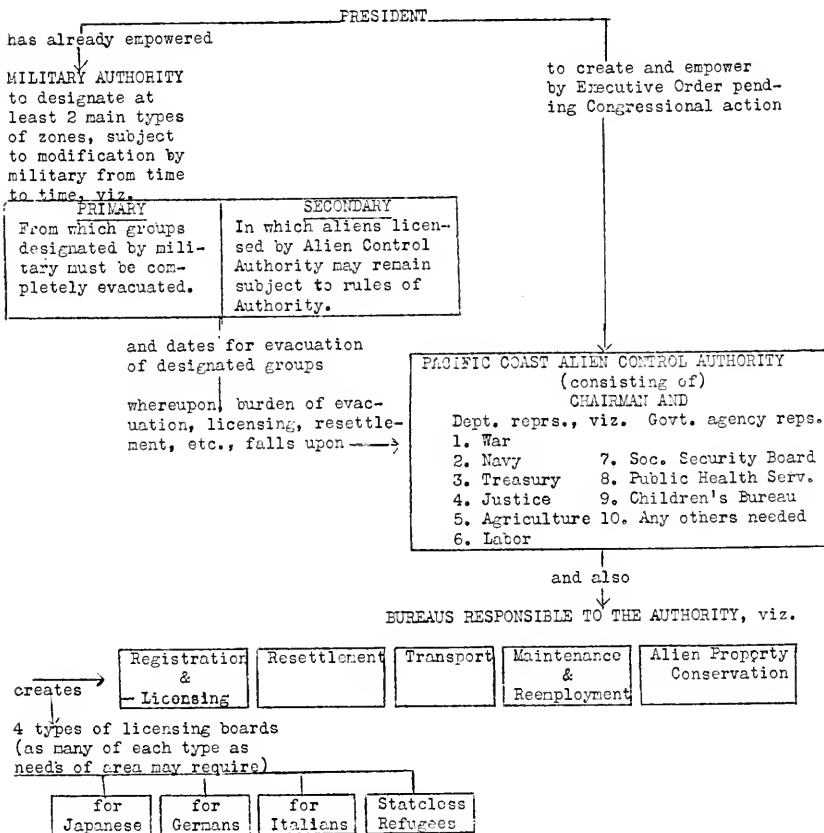 PRESIDENT
has already empowered
MILITARY AUTHORITY
to designate at
least 2 main types
of zones, subject
to modification by
military from time
to time, viz.
PRIMARY
From which groups
designated by mili-
tary must be com-
pletely evacuated.
SECONDARY
In which aliens licen-
sed by Alien Control
Authority may remain
subject to rules of
Authority.
and dates for evacuation
of designated groups
whereupon burden of evac-
uation, licensing, resettle-
ment, etc., falls upon
to create and empower
by Executive Order pend-
ing Congressional action
PACIFIC COAST ALIEN CONTROL AUTHORITY
(consisting of)
CHAIRMAN AND
Dept. reprs., viz. Govt. agency reps.
1. War
2. Navy 7. Soc. Security Board
3. Treasury 8. Public Health Serv.
4. Justice 9. Children's Bureau
5. Agriculture 10. Any others needed
6. Labor
and also
BUREAUS RESPONSIBLE TO THE AUTHORITY, viz.
Registration
&
Licensing
Resettlement
Transport
Maintenance
&
Reemployment
Alien Property
Conservation
creates
4 types of licensing boards
(as many of each type as
needs of area may require)
for
Japanese
for
Germans
for
Italians
Stateless
Refugees